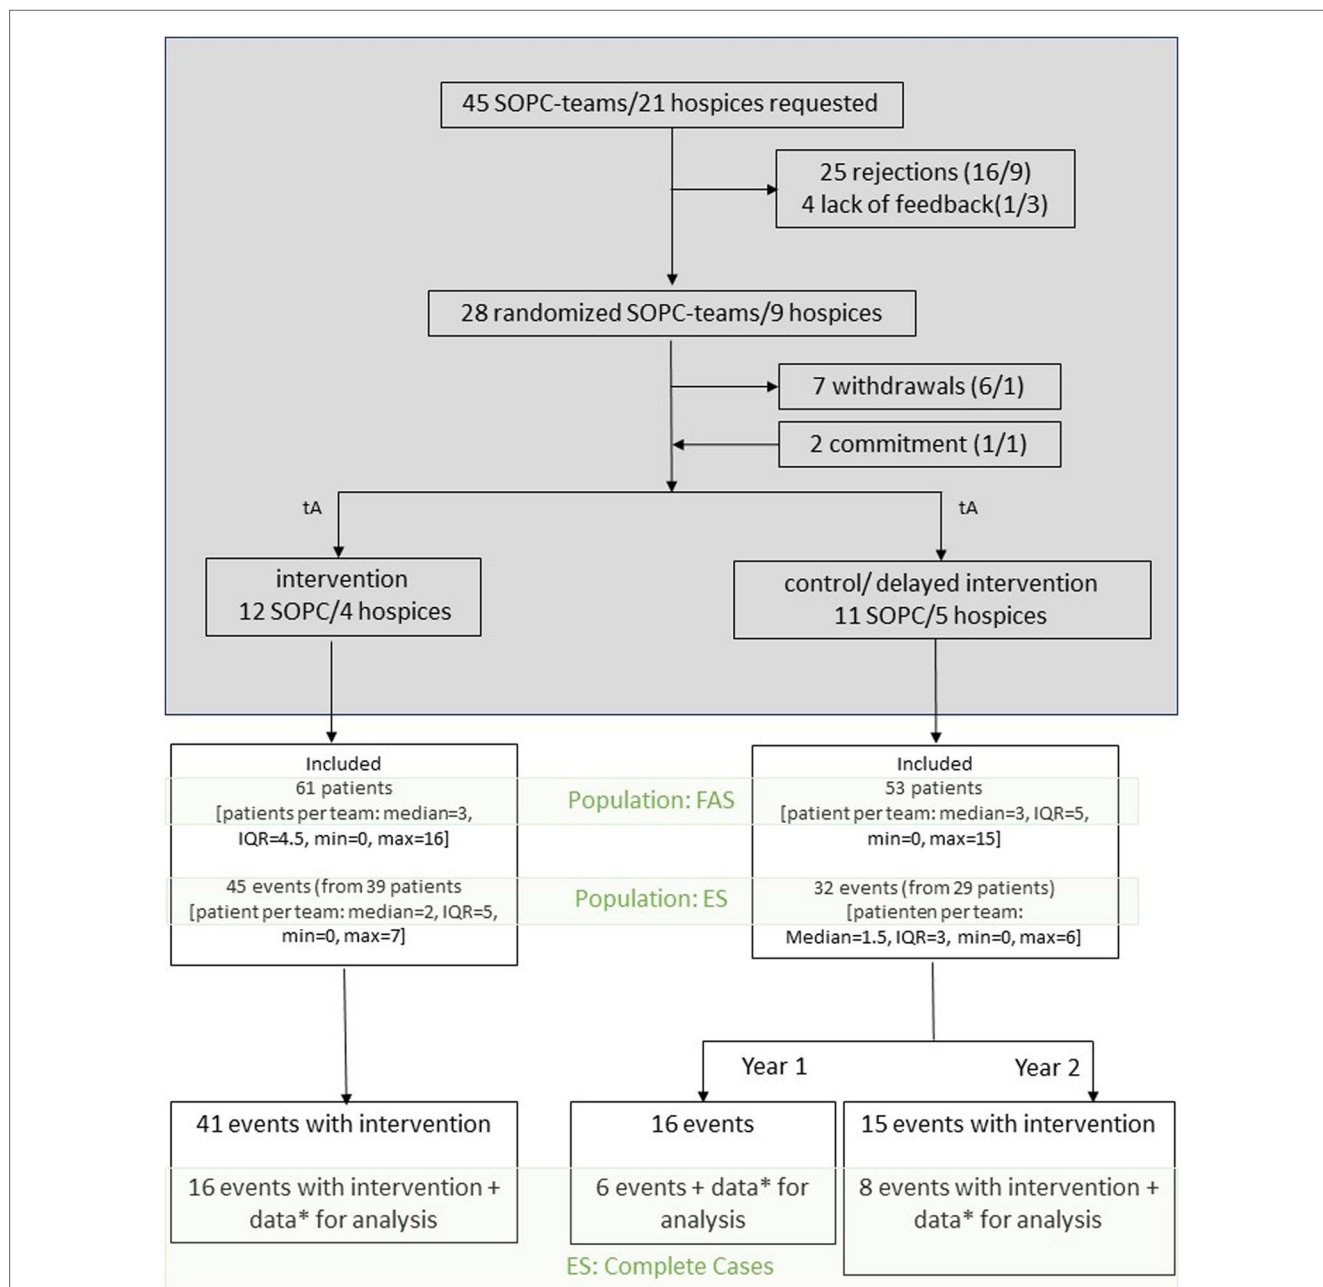 45 SOPC-teams/21 hospices requested
25 rejections (16/9)
4 lack of feedback(1/3)
28 randomized SOPC-teams/9 hospices
7 withdrawals (6/1)
2 commitment (1/1)
tA
tA
intervention
12 SOPC/4 hospices
control/ delayed intervention
11 SOPC/5 hospices
Included
61 patients
[patients per team: median=3,
IQR=4.5, min=0, max=16]
Population: FAS
Included
53 patients
[patient per team: median=3, IQR=5,
min=0, max=15]
45 events (from 39 patients
[patient per team: median=2, IQR=5,
min=0, max=7]
Population: ES
32 events (from 29 patients)
[patienten per team:
Median=1.5, IQR=3, min=0, max=6]
Year 1
Year 2
41 events with intervention
16 events with intervention +
data* for analysis
16 events
6 events + data* for
analysis
15 events with intervention
8 events with intervention +
data* for analysis
ES: Complete Cases